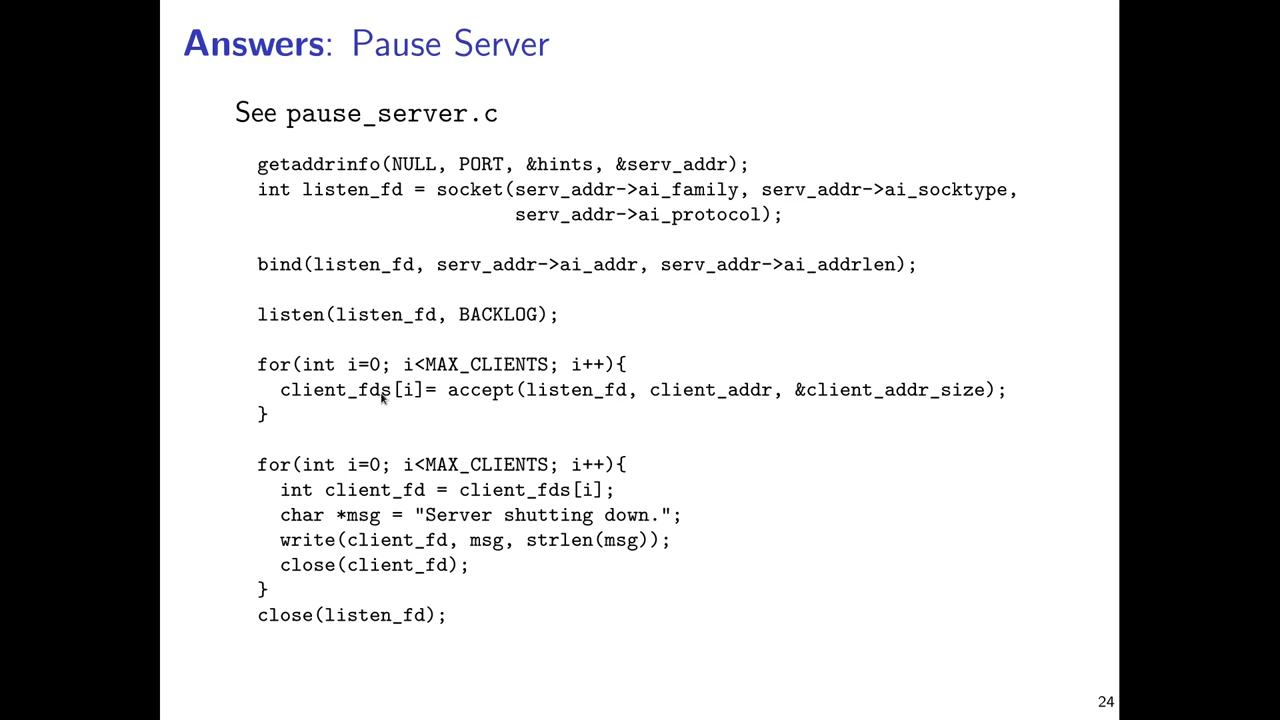 Answers: Pause Server
See pause_server.c
getaddrinfo(NULL, PORT, &hints, &serv_addr);
int listen_fd = socket(serv_addr->ai_family, serv_addr->ai_socktype,
serv_addr->ai_protocol);
bind(listen_fd, serv_addr->ai_addr, serv_addr->ai_addrlen);
listen(listen_fd, BACKLOG);
for(int i=0; i<MAX_CLIENTS; i++){
client_fds[i]= accept(listen_fd, client_addr, &client_addr_size);
}
for(int i=0; i<MAX_CLIENTS; i++){
int client_fd = client_fds[i];
char *msg = "Server shutting down.";
write(client_fd, msg, strlen(msg));
close(client_fd);
}
close(listen_fd);
24